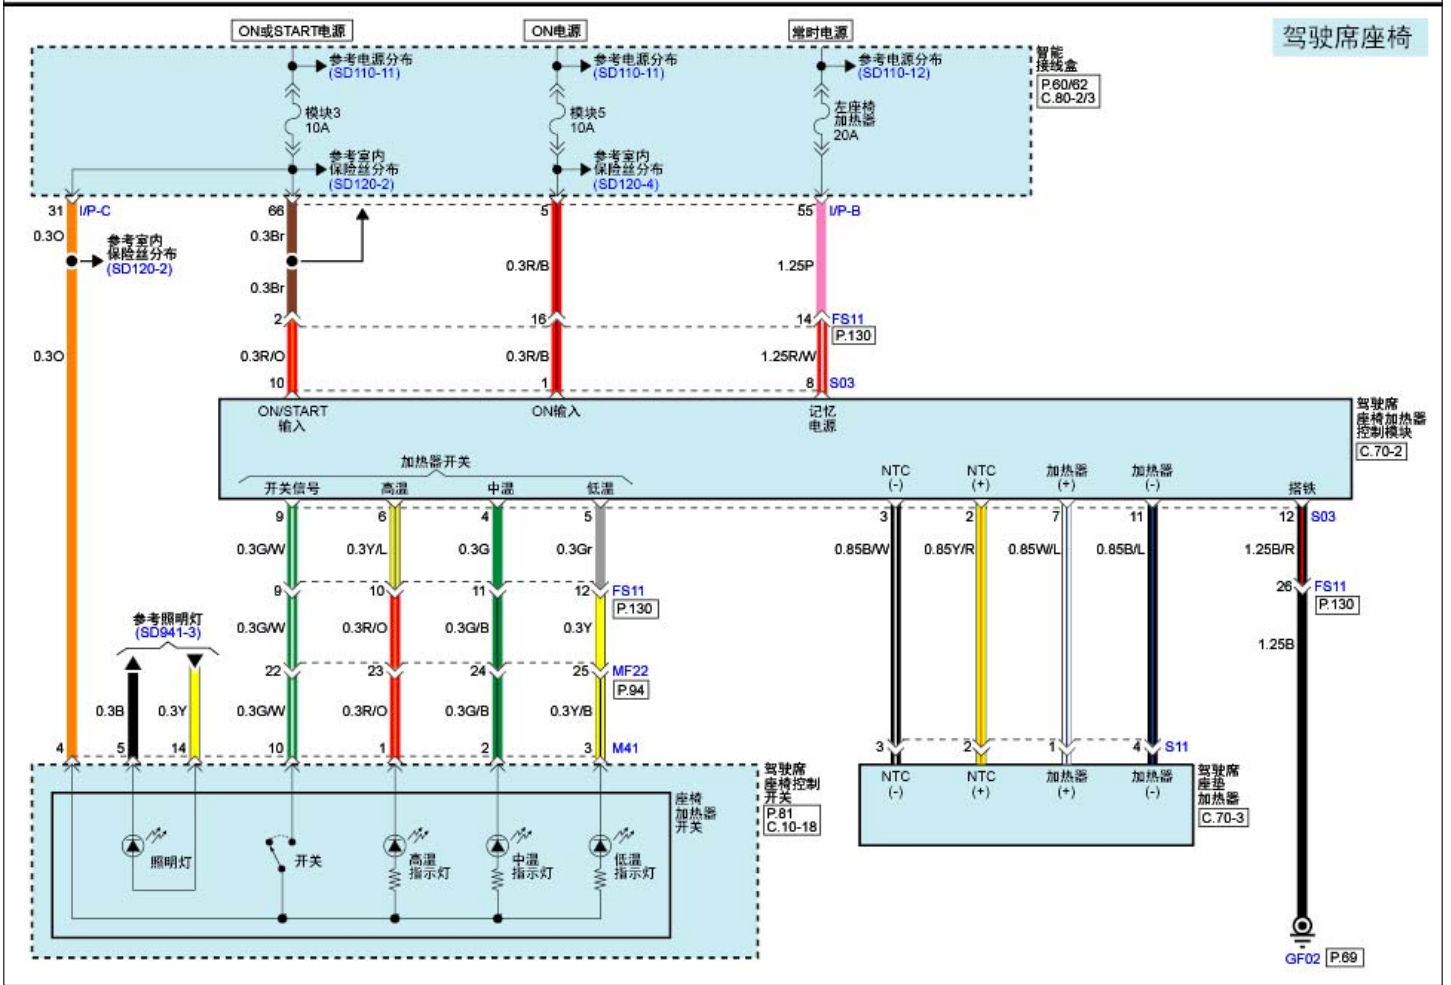 驾驶席座椅
ON或START电源
ON电源
常时电源
智能
接线盒
P.60/62
C.80-2/3
参考电源分布
(SD110-11)
参考电源分布
(SD110-11)
参考电源分布
(SD110-12)
模块3
10A
模块5
10A
左座椅
加热器
20A
参考室内
保险丝分布
(SD120-2)
参考室内
保险丝分布
(SD120-4)
31 I/P-C
66
5
55 I/P-B
0.3O
0.3Br
参考室内
保险丝分布
(SD120-2)
0.3R/B
1.25P
0.3Br
2
16
14 FS11
P.130
0.3O
0.3R/O
0.3R/B
1.25R/W
10
1
8 S03
ON/START
输入
ON输入
记忆
电源
驾驶席
座椅加热器
控制模块
C.70-2
加热器开关
开关信号
高温
中温
低温
NTC
(-)
NTC
(+)
加热器
(+)
加热器
(-)
搭铁
9
6
4
5
3
2
7
11
12 S03
0.3G/W
0.3Y/L
0.3G
0.3Gr
0.85B/W
0.85Y/R
0.85W/L
0.85B/L
1.25B/R
9
10
11
12 FS11
P.130
26 FS11
P.130
参考照明灯
(SD941-3)
0.3G/W
0.3R/O
0.3G/B
0.3Y
1.25B
22
23
24
25 MF22
P.94
0.3B
0.3Y
0.3G/W
0.3R/O
0.3G/B
0.3Y/B
4
5
14
10
1
2
3 M41
3
2
1
4 S11
驾驶席
座椅控制
开关
P.81
C.10-18
NTC
(-)
NTC
(+)
加热器
(+)
加热器
(-)
驾驶席
座垫
加热器
C.70-3
座椅
加热器
开关
照明灯
开关
高温
指示灯
中温
指示灯
低温
指示灯
GF02 P.69